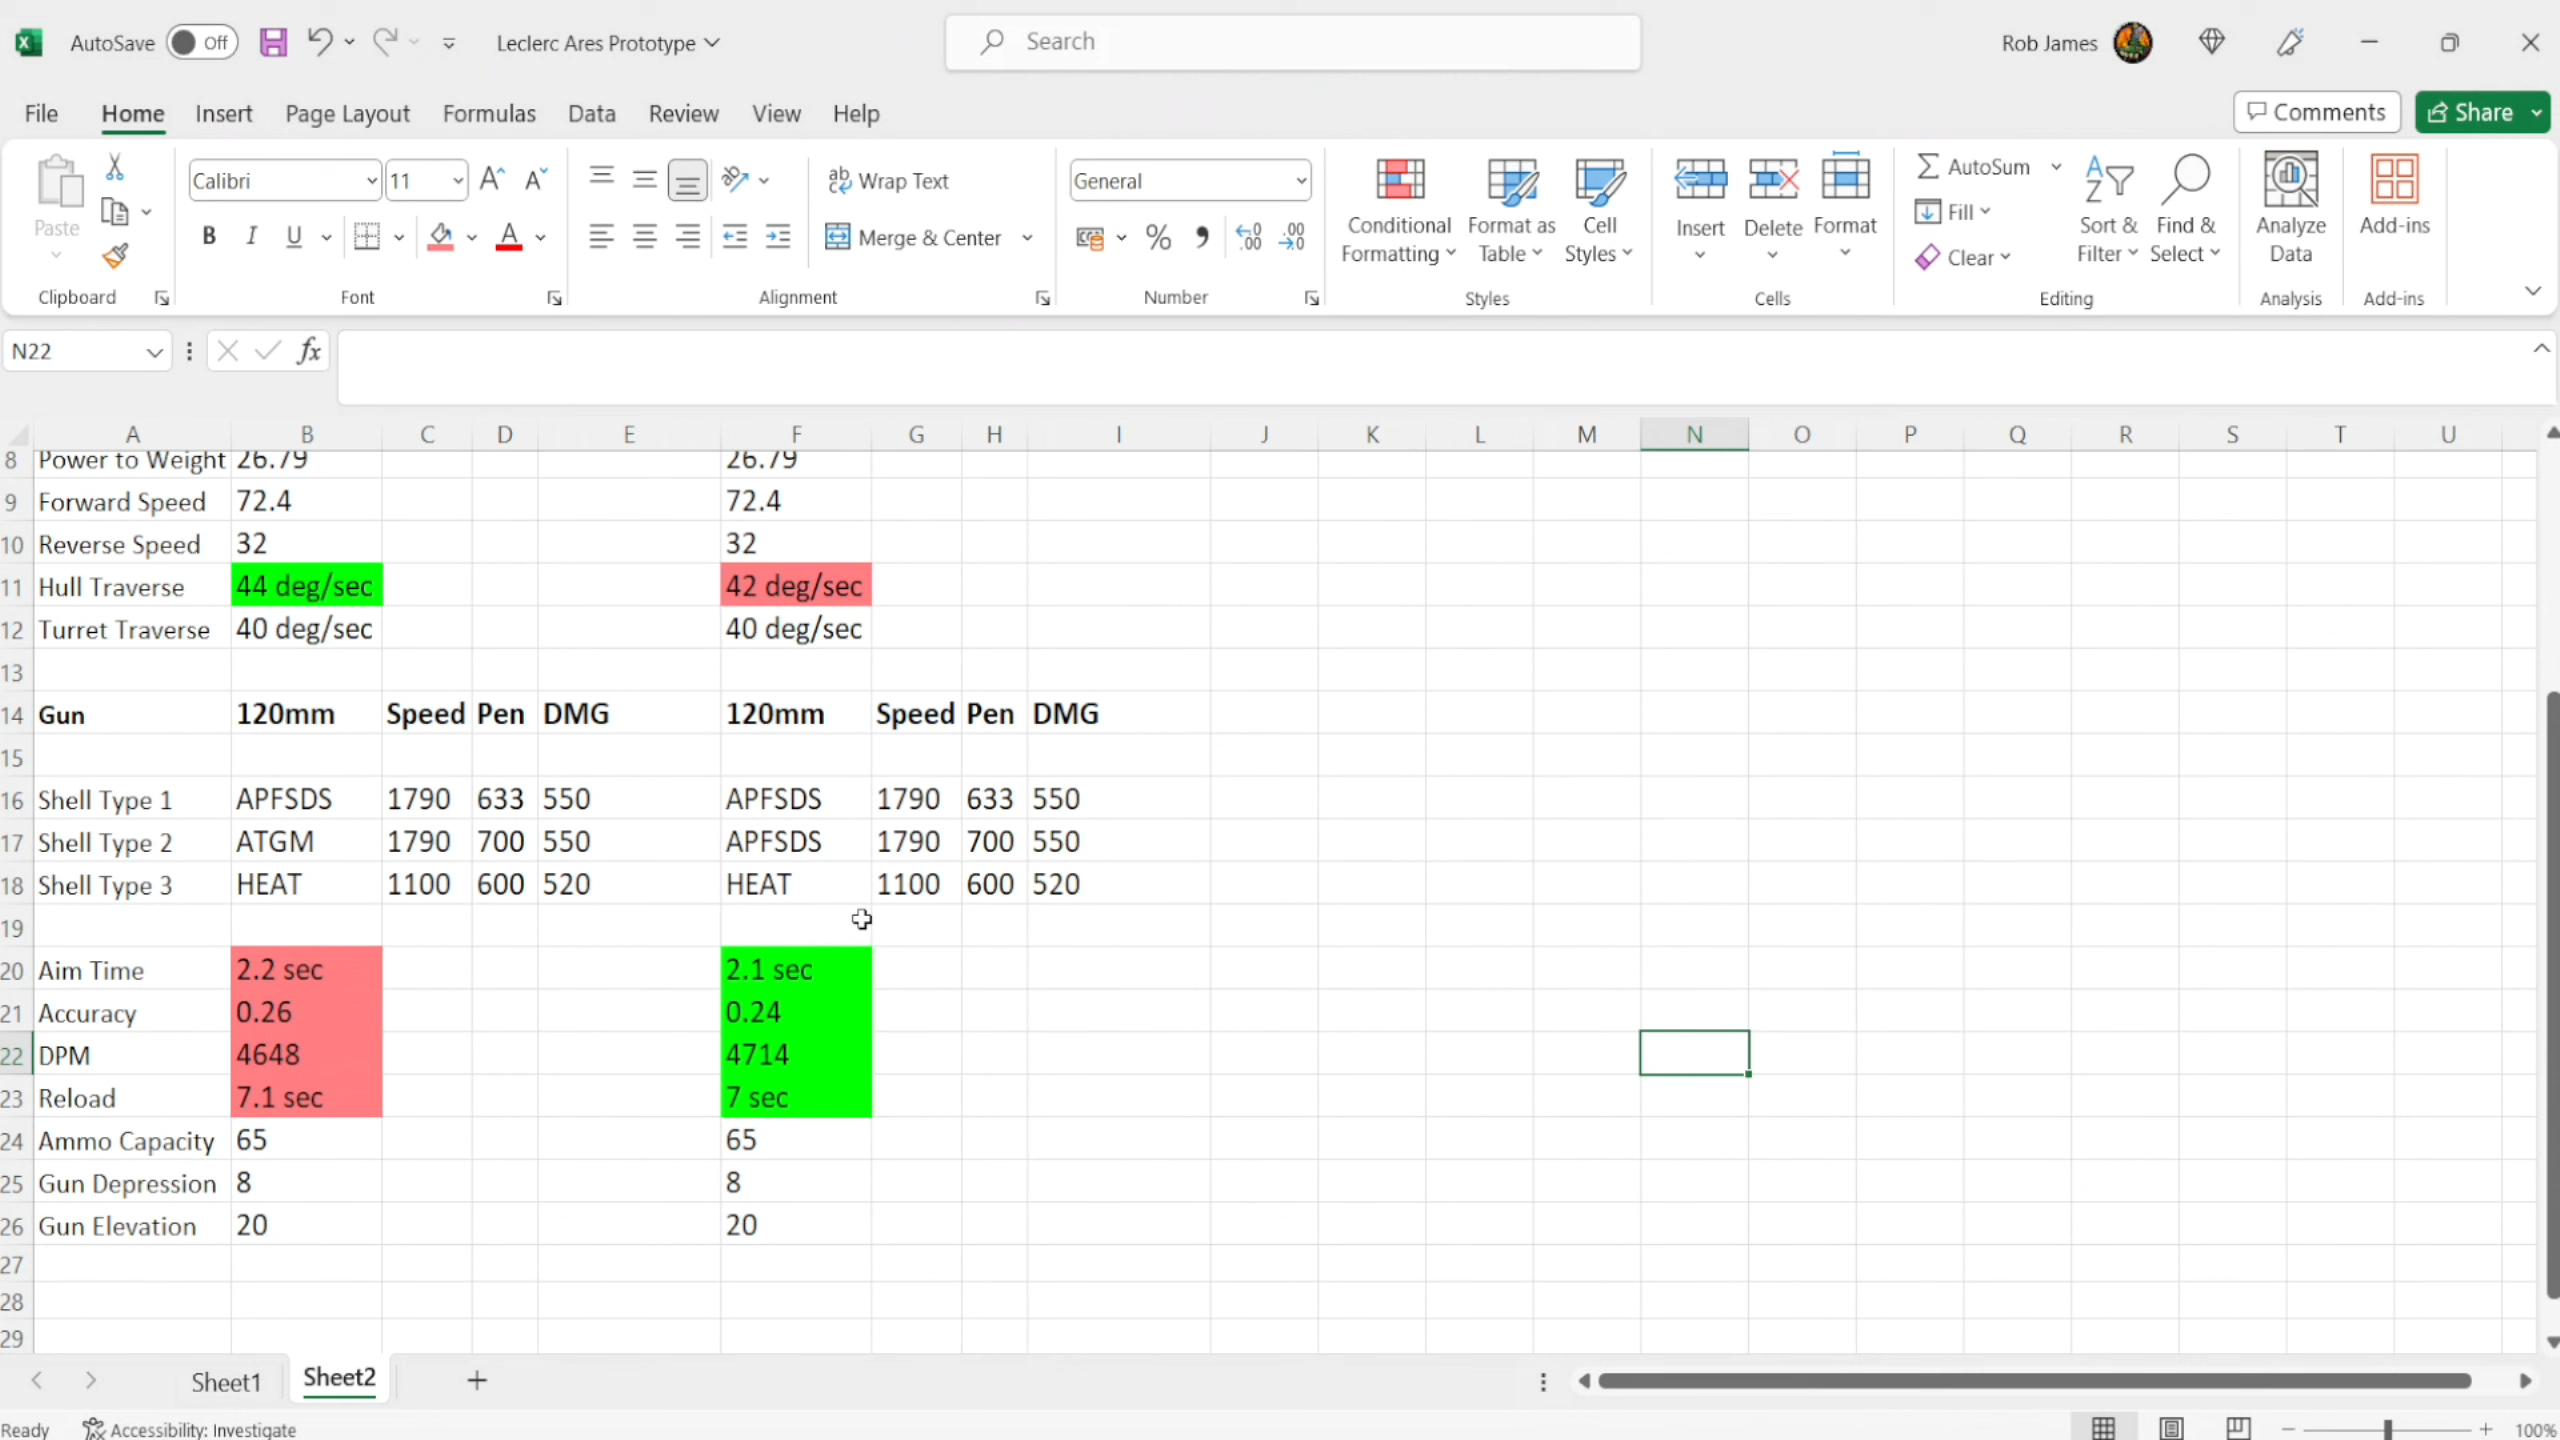 AutoSave Off Leclerc Ares Prototype Search Rob James
File Home Insert Page Layout Formulas Data Review View Help Comments Share
Paste Calibri 11 Wrap Text General Conditional Formatting Format as Table Cell Styles Insert Delete Format AutoSum Fill Clear Sort & Filter Find & Select Analyze Data Add-ins
B I U A Merge & Center % 9
Clipboard Font Alignment Number Styles Cells Editing Analysis Add-ins
N22 fx
A B C D E F G H I J K L M N O P Q R S T U
8 Power to Weight 26.79 26.79
9 Forward Speed 72.4 72.4
10 Reverse Speed 32 32
11 Hull Traverse 44 deg/sec 42 deg/sec
12 Turret Traverse 40 deg/sec 40 deg/sec
13
14 Gun 120mm Speed Pen DMG 120mm Speed Pen DMG
15
16 Shell Type 1 APFSDS 1790 633 550 APFSDS 1790 633 550
17 Shell Type 2 ATGM 1790 700 550 APFSDS 1790 700 550
18 Shell Type 3 HEAT 1100 600 520 HEAT 1100 600 520
19
20 Aim Time 2.2 sec 2.1 sec
21 Accuracy 0.26 0.24
22 DPM 4648 4714
23 Reload 7.1 sec 7 sec
24 Ammo Capacity 65 65
25 Gun Depression 8 8
26 Gun Elevation 20 20
27
28
29
Sheet1 Sheet2
Ready Accessibility: Investigate 100%